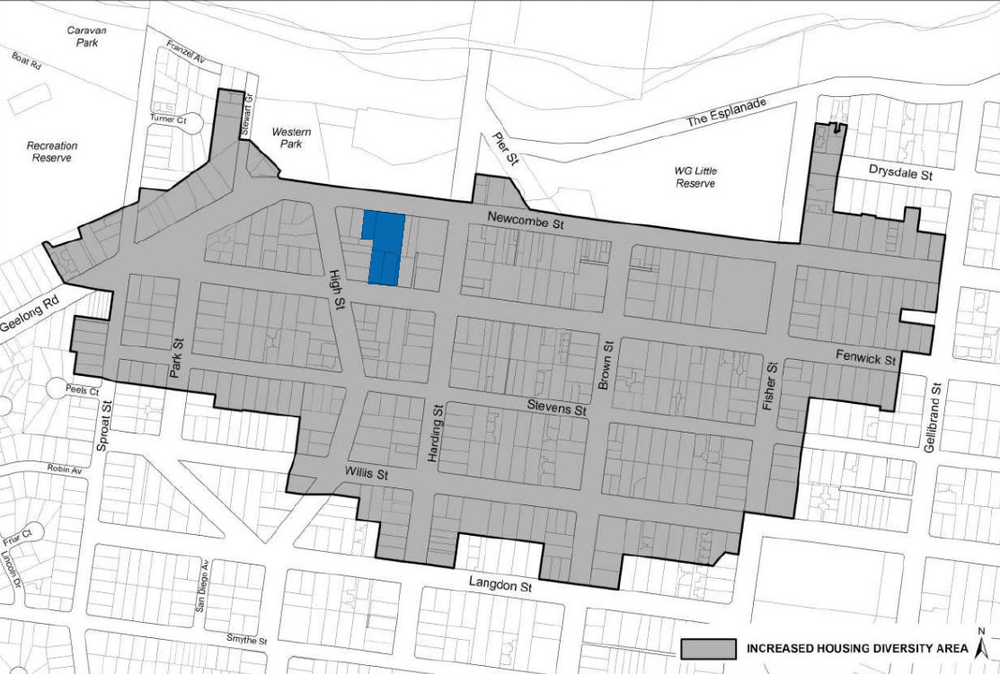 Caravan
Park
Boat Rd
Franzel Av
Stewart Gr
Turner Ct
Recreation
Reserve
Western
Park
Pier St
The Esplanade
WG Little
Reserve
Drysdale St
Newcombe St
High St
Geelong Rd
Park St
Fenwick St
Brown St
Fisher St
Stevens St
Peels Ct
Sproat St
Harding St
Gellibrand St
Willis St
Robin Av
Friar Ct
Lincoln Dr
San Diego Av
Langdon St
Smythe St
INCREASED HOUSING DIVERSITY AREA
N